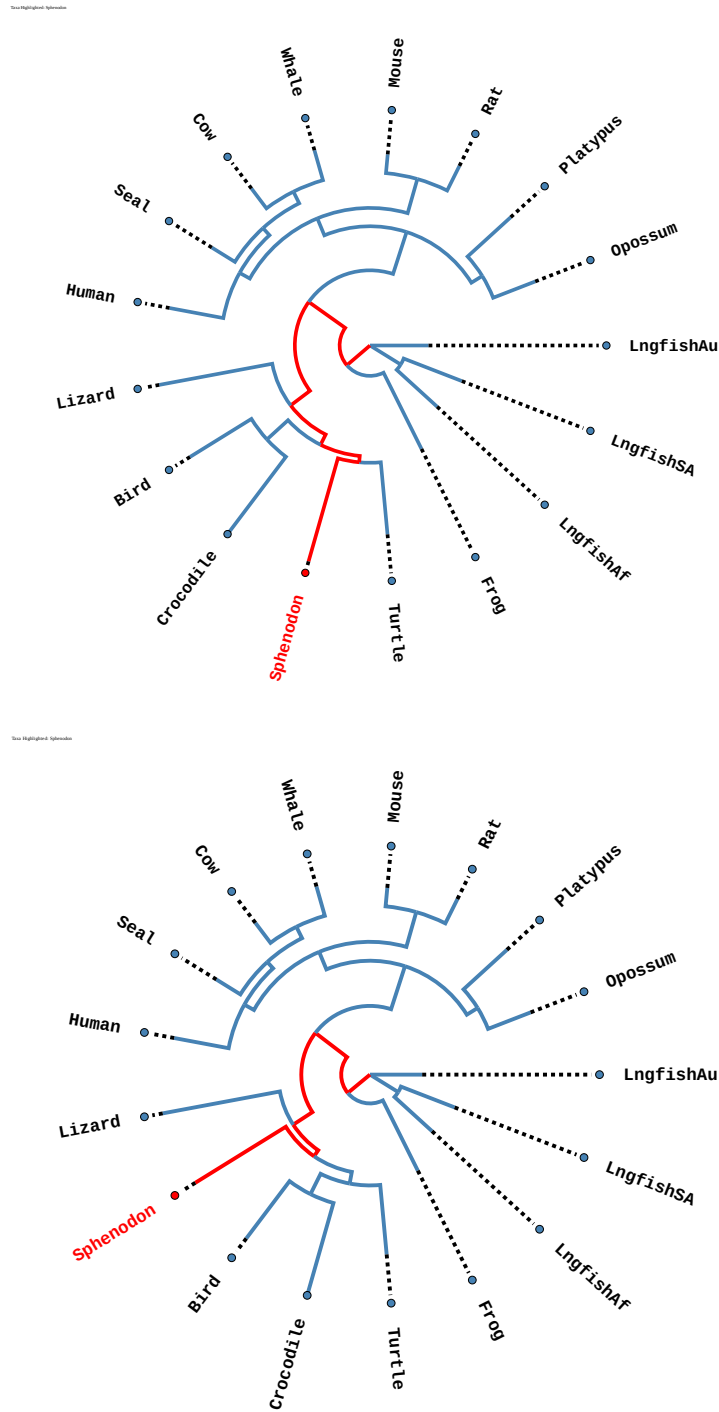 Taxa Highlighted: Sphenodon
Whale
Mouse
Rat
Cow
Platypus
Seal
Opossum
Human
LngfishAu
Lizard
LngfishSA
Bird
LngfishAf
Crocodile
Frog
Sphenodon
Turtle
Taxa Highlighted: Sphenodon
Whale
Mouse
Rat
Cow
Platypus
Seal
Opossum
Human
LngfishAu
Lizard
LngfishSA
Sphenodon
LngfishAf
Bird
Frog
Crocodile
Turtle